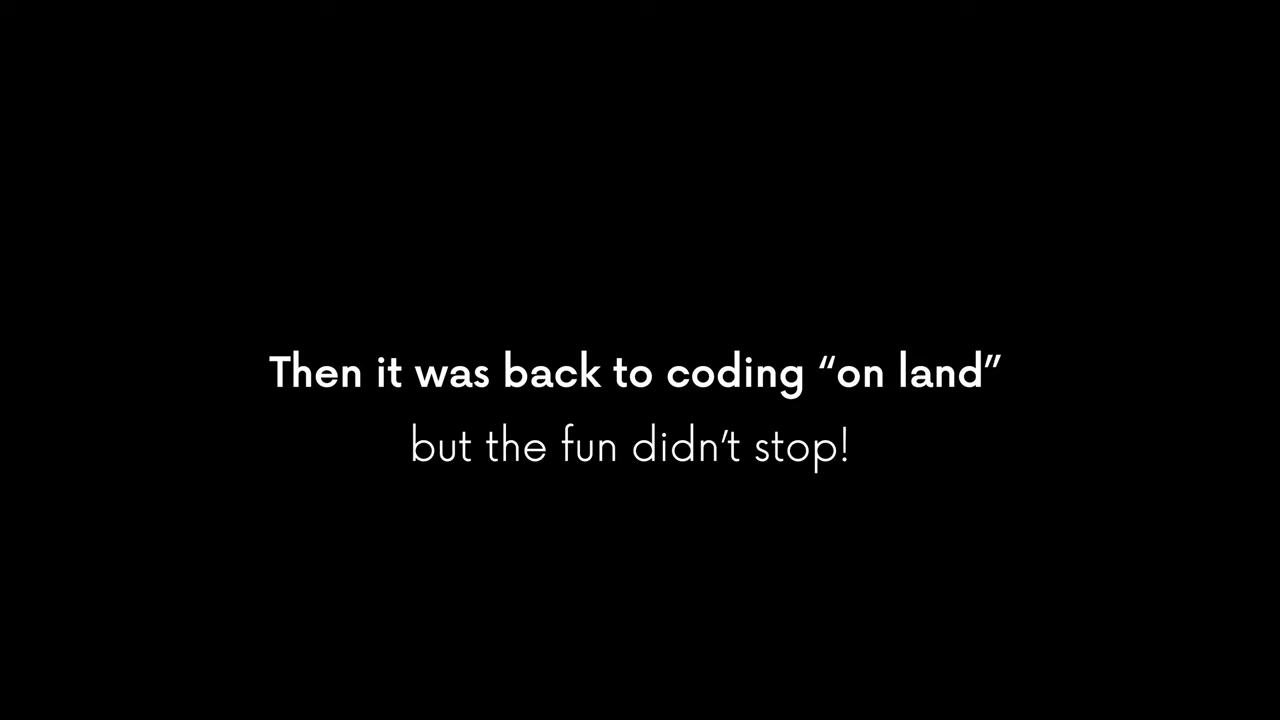 Then it was back to coding “on land”
but the fun didn’t stop!